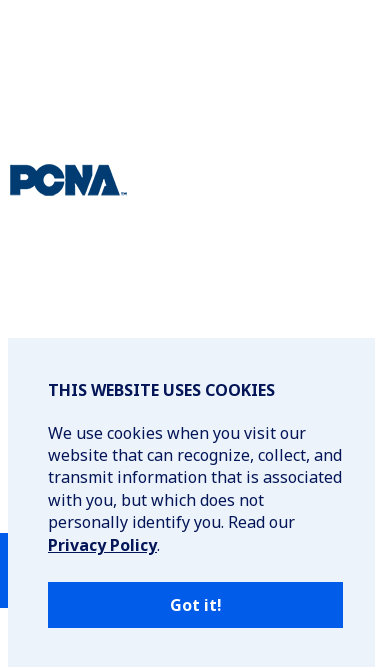 PCNA™
THIS WEBSITE USES COOKIES
We use cookies when you visit our
website that can recognize, collect, and
transmit information that is associated
with you, but which does not
personally identify you. Read our
Privacy Policy.
Got it!